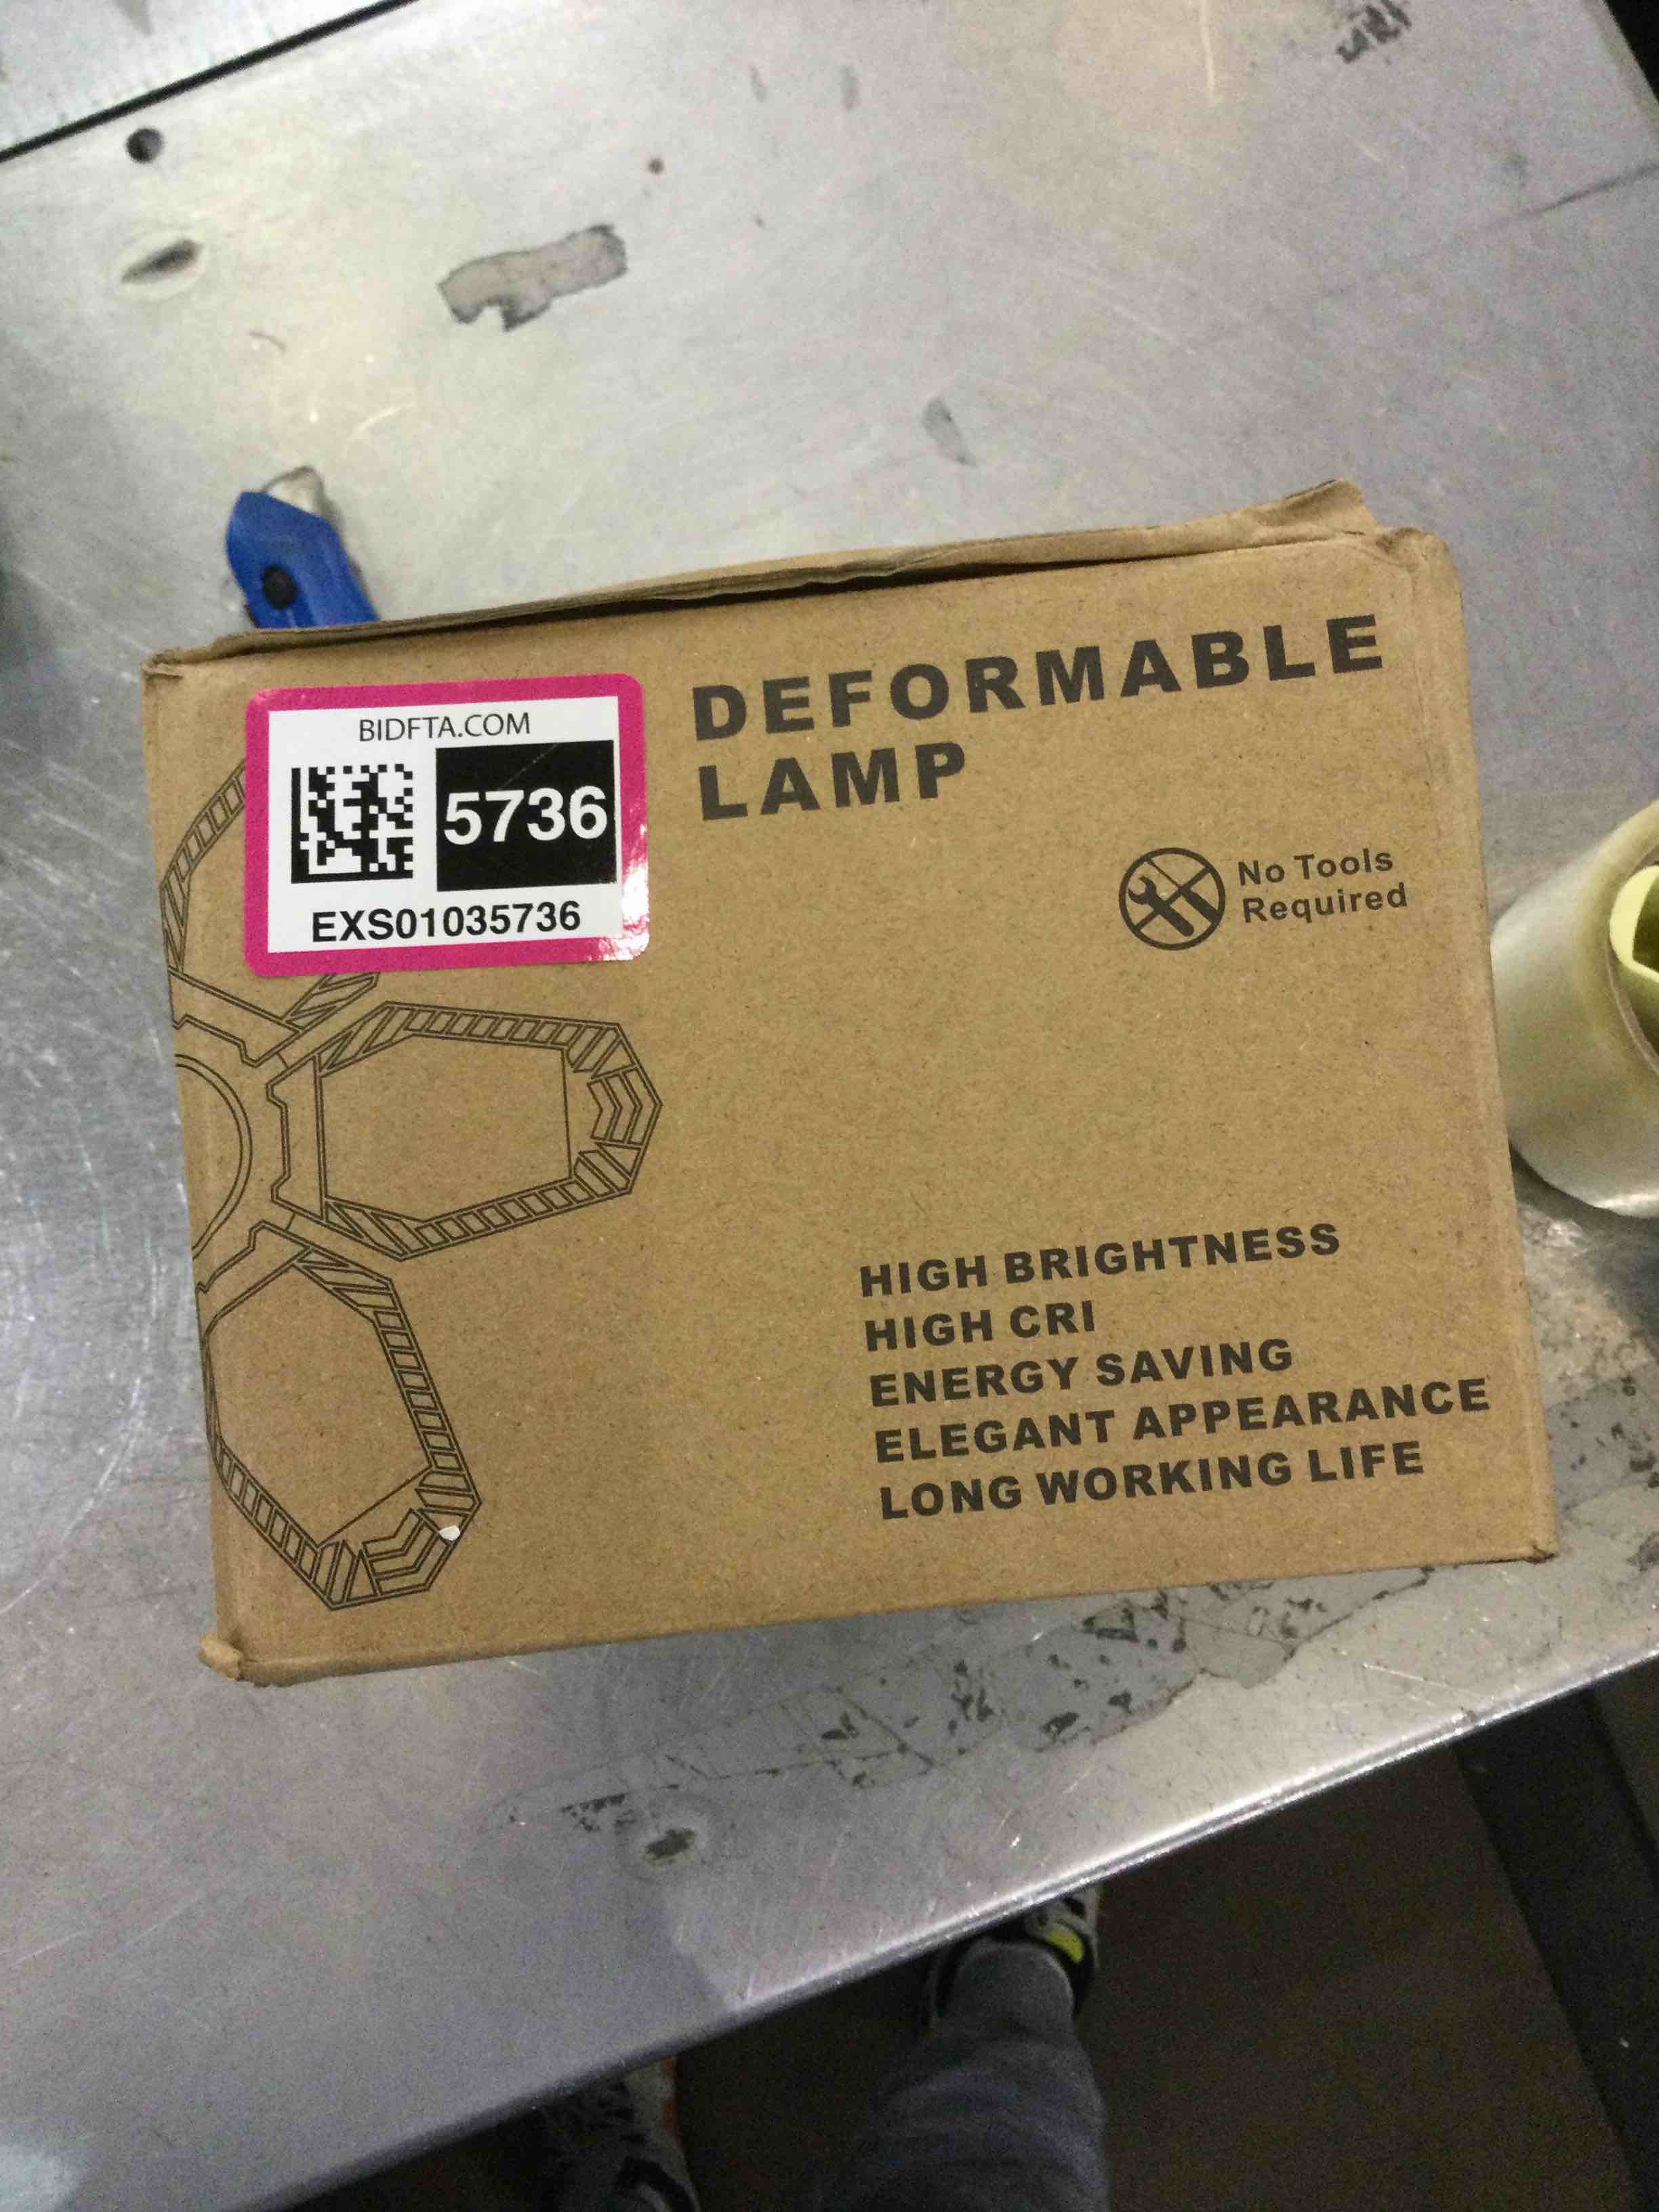 BIDFTA.COM
5736
EXS01035736
DEFORMABLE
LAMP
No Tools
Required
HIGH BRIGHTNESS
HIGH CRI
ENERGY SAVING
ELEGANT APPEARANCE
LONG WORKING LIFE